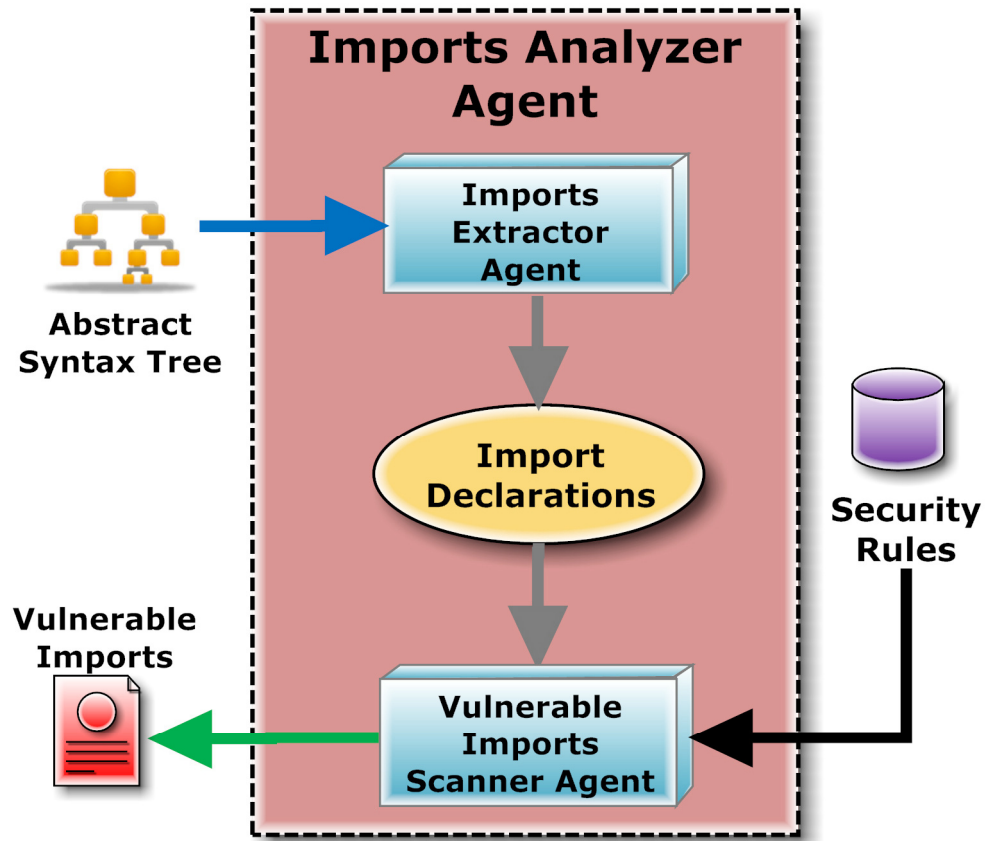 Imports Analyzer
Agent
Imports
Extractor
Agent
Abstract
Syntax Tree
Import
Declarations
Security
Rules
Vulnerable
Imports
Vulnerable
Imports
Scanner Agent